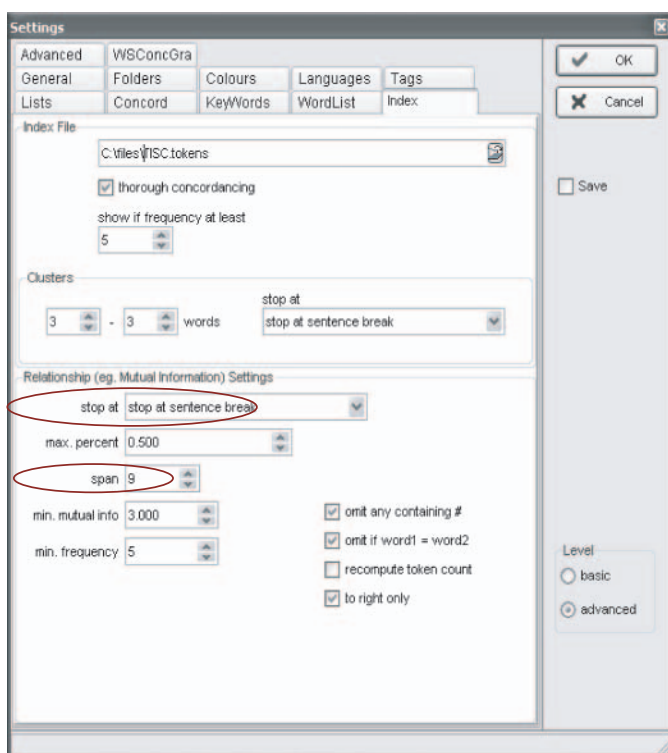 Settings
Advanced WSConcGra
General Folders Colours Languages Tags
Lists Concord KeyWords WordList Index
OK
Cancel
Save
Index File
C:\files\TISC.tokens
thorough concordancing
show if frequency at least
5
Clusters
stop at
3 - 3 words stop at sentence break
Relationship (eg. Mutual Information) Settings
stop at stop at sentence break
max. percent 0.500
span 9
min. mutual info 3.000 omit any containing #
omit if word1 = word2
min. frequency 5
recompute token count
to right only
Level
basic
advanced